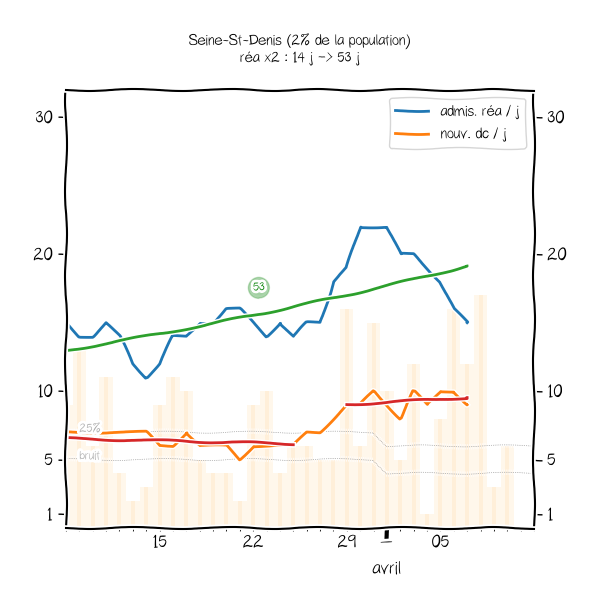 Seine-St-Denis (2% de la population)
réa x2 : 14 j -> 53 j
admis. réa / j
nouv. dc / j
30
30
20
20
53
10
10
25%
bruit
5
5
1
1
15
22
29
05
avril